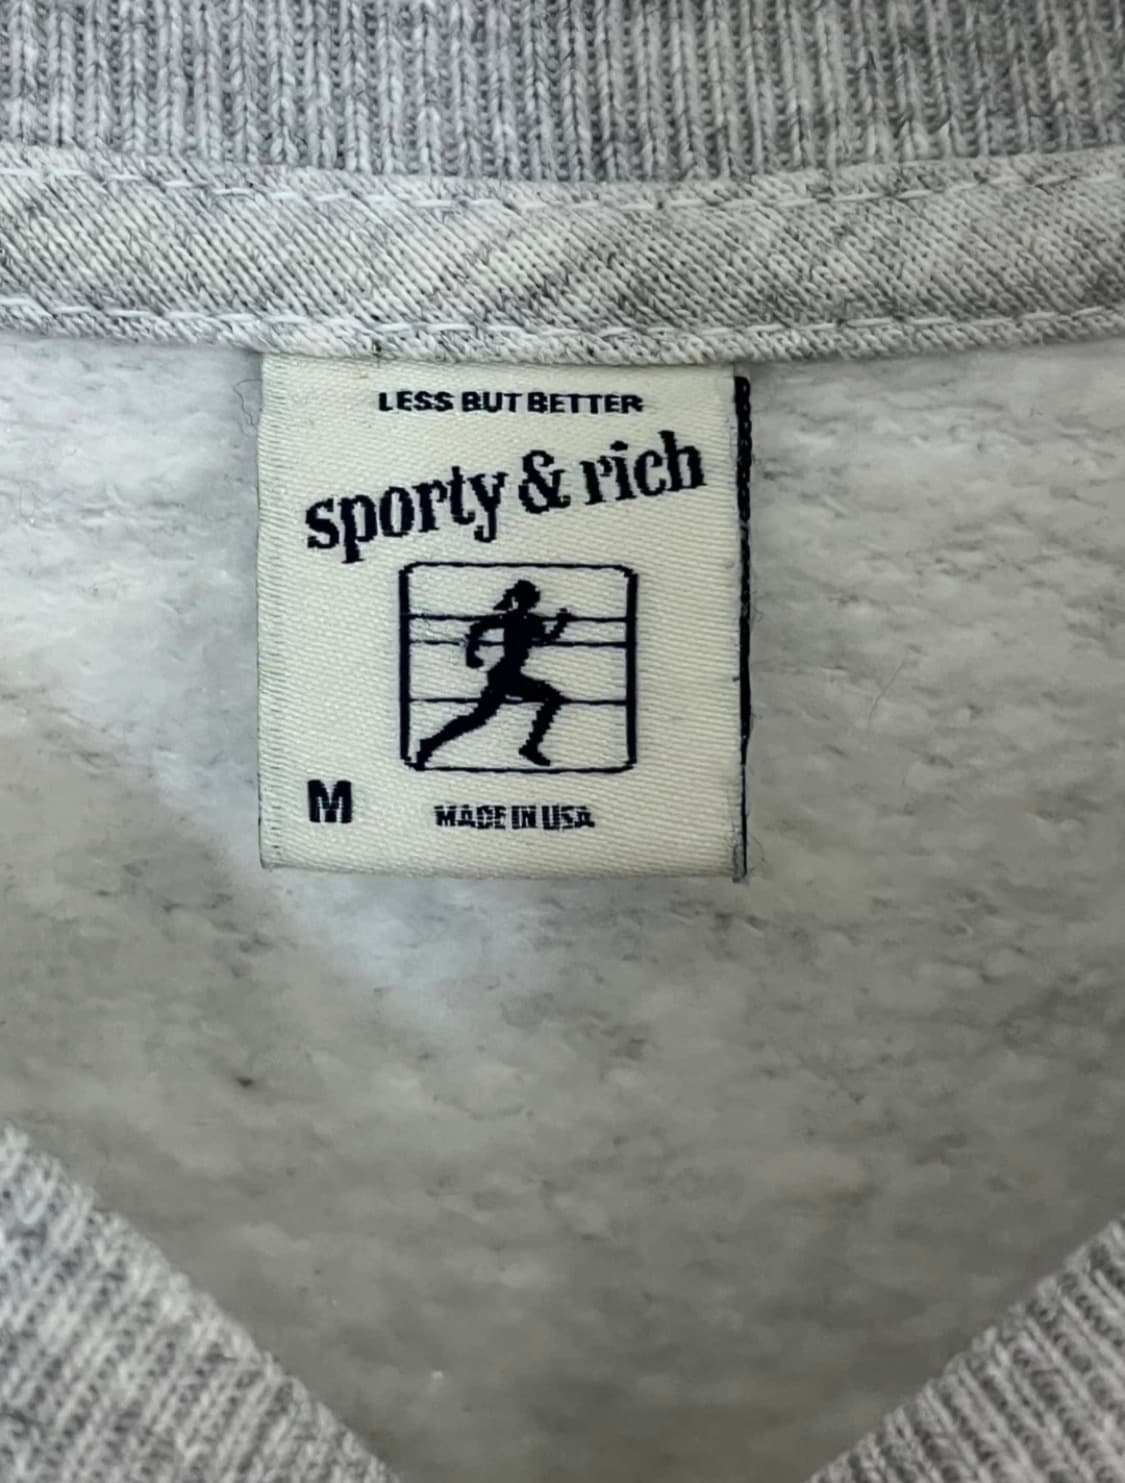 LESS BUT BETTER
sporty & rich
M
MADE IN USA